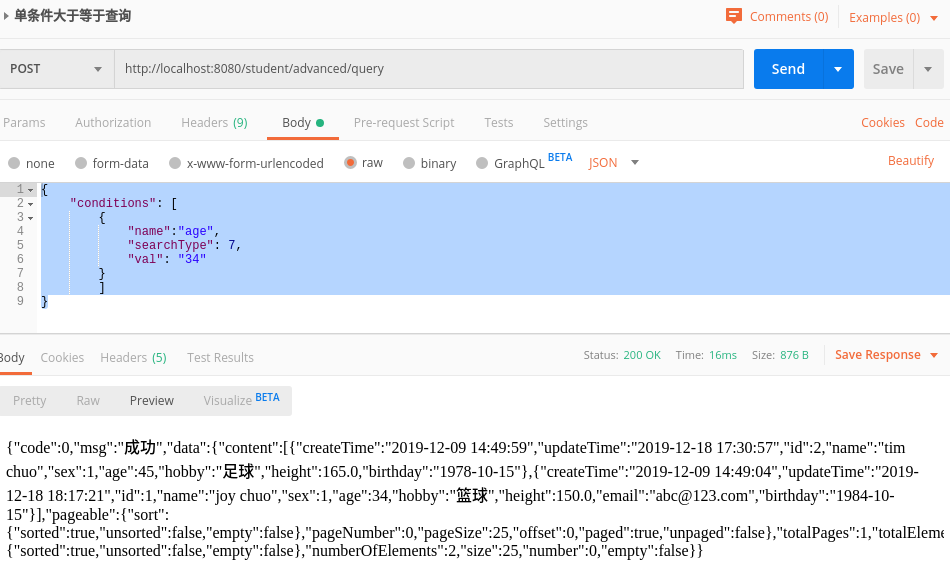 单条件大于等于查询
Comments (0) Examples (0)
POST http://localhost:8080/student/advanced/query Send Save
Params Authorization Headers (9) Body Pre-request Script Tests Settings Cookies Code
none form-data x-www-form-urlencoded raw binary GraphQL BETA JSON Beautify
1 {
2 "conditions": [
3 {
4 "name":"age",
5 "searchType": 7,
6 "val": "34"
7 }
8 ]
9 }
Body Cookies Headers (5) Test Results Status: 200 OK Time: 16ms Size: 876 B Save Response
Pretty Raw Preview Visualize BETA
{"code":0,"msg":"成功","data":{"content":[{"createTime":"2019-12-09 14:49:59","updateTime":"2019-12-18 17:30:57","id":2,"name":"tim
chuo","sex":1,"age":45,"hobby":"足球","height":165.0,"birthday":"1978-10-15"},{"createTime":"2019-12-09 14:49:04","updateTime":"2019-
12-18 18:17:21","id":1,"name":"joy chuo","sex":1,"age":34,"hobby":"篮球","height":150.0,"email":"abc@123.com","birthday":"1984-10-
15"}],"pageable":{"sort":
{"sorted":true,"unsorted":false,"empty":false},"pageNumber":0,"pageSize":25,"offset":0,"paged":true,"unpaged":false},"totalPages":1,"totalEleme
{"sorted":true,"unsorted":false,"empty":false},"numberOfElements":2,"size":25,"number":0,"empty":false}}